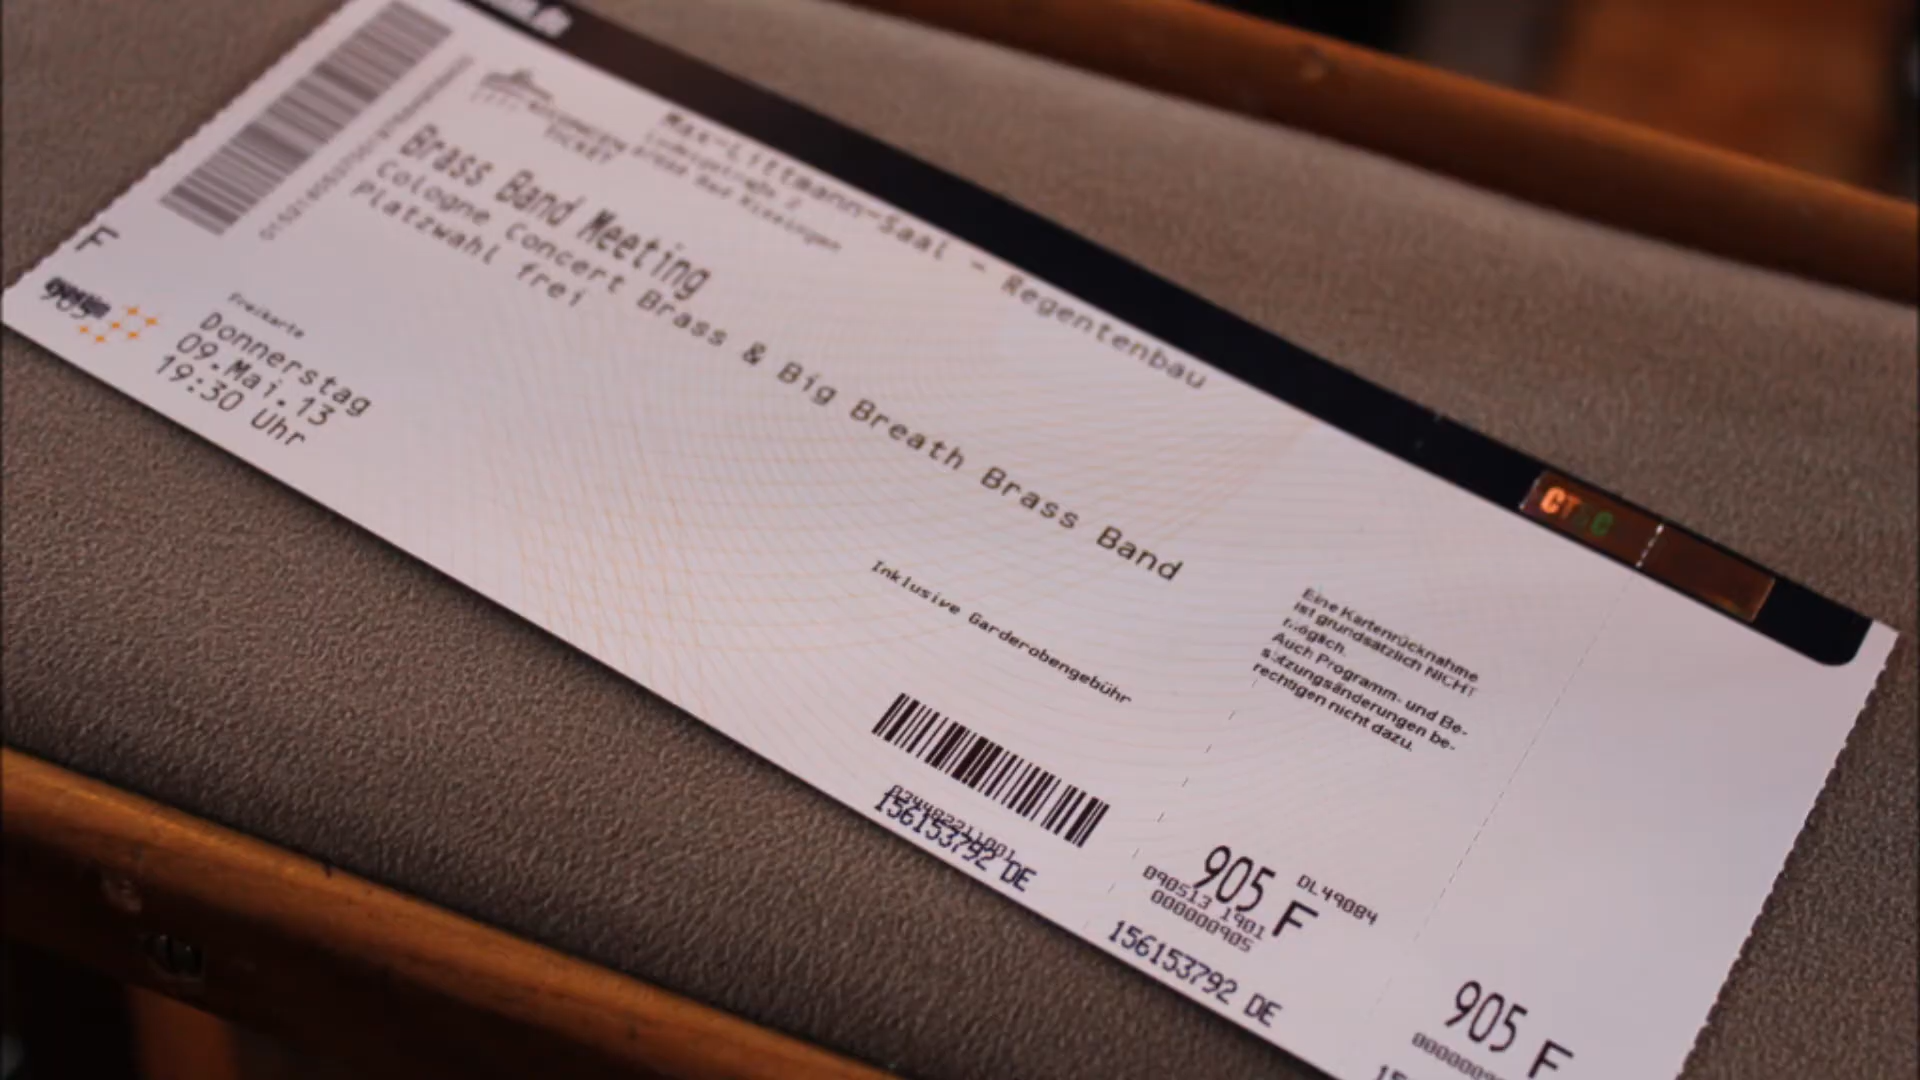 Max-Littmann-Saal - Regentenbau
TICKET
Brass Band Meeting
Cologne Concert Brass & Big Breath Brass Band
Platzwahl frei
F
905
Freikarte
Donnerstag
09.Mai.13
19:30 Uhr
Inklusive Garderobengebühr
Eine Kartenrücknahme
ist grundsätzlich NICHT
möglich.
Auch Programm- und Be-
setzungsänderungen be-
rechtigen nicht dazu.
156153792 DE
905 F
DL49084
090513 1901
000000905
156153792 DE
905 F